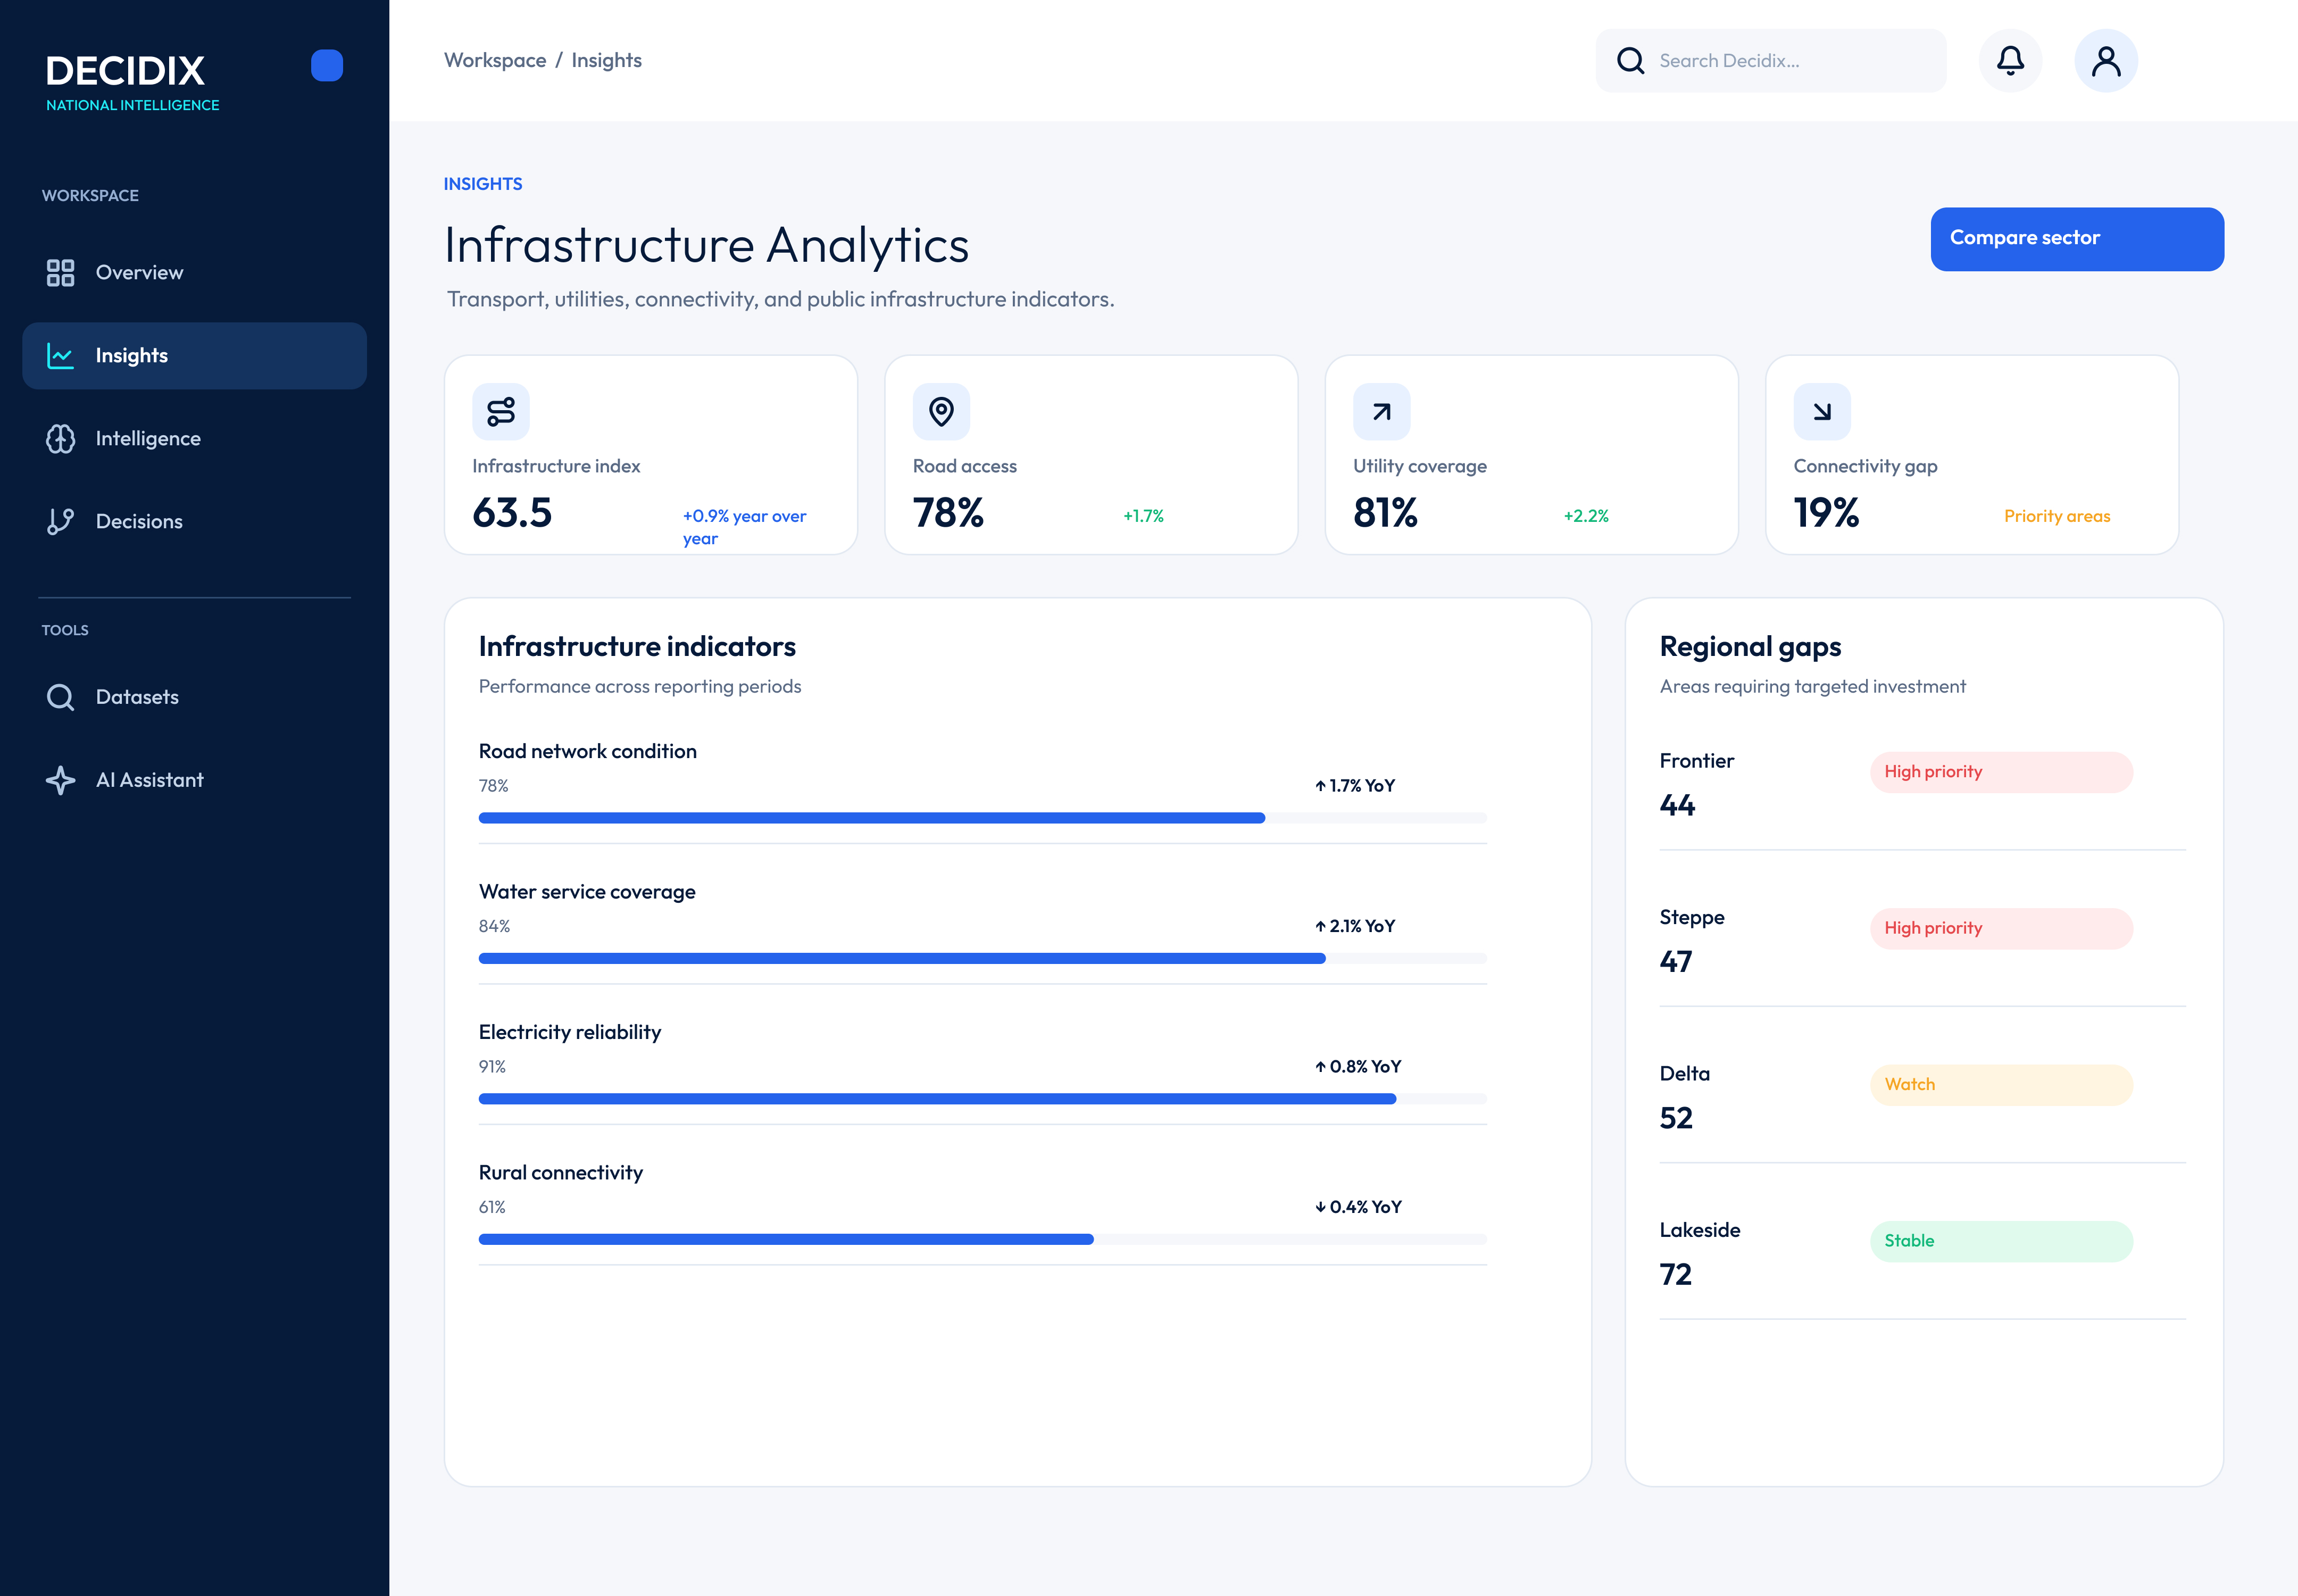 DECIDIX
NATIONAL INTELLIGENCE
WORKSPACE
Overview
Insights
Intelligence
Decisions
TOOLS
Datasets
AI Assistant
Workspace / Insights
Search Decidix...
INSIGHTS
Infrastructure Analytics
Transport, utilities, connectivity, and public infrastructure indicators.
Compare sector
Infrastructure index
63.5
+0.9% year over
year
Road access
78%
+1.7%
Utility coverage
81%
+2.2%
Connectivity gap
19%
Priority areas
Infrastructure indicators
Performance across reporting periods
Road network condition
78%
↑ 1.7% YoY
Water service coverage
84%
↑ 2.1% YoY
Electricity reliability
91%
↑ 0.8% YoY
Rural connectivity
61%
↓ 0.4% YoY
Regional gaps
Areas requiring targeted investment
Frontier
High priority
44
Steppe
High priority
47
Delta
Watch
52
Lakeside
Stable
72